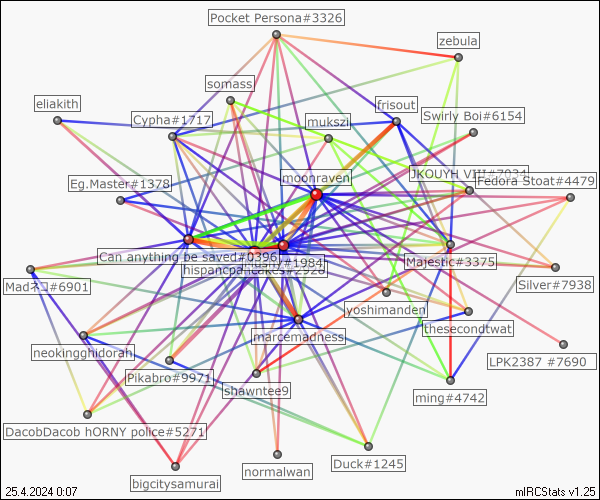 Pocket Persona#3326
zebula
somass
eliakith
frisout
Cypha#1717
mukszi
Swirly Boi#6154
moonraven
JKOUYH VIII#7934
Fedora Stoat#4479
Eg.Master#1378
Can anything be saved#0396
#1984
Majestic#3375
hispancpancakes#2926
Madネコ#6901
Silver#7938
yoshimanden
thesecondtwat
marcemadness
neokingghidorah
LPK2387 #7690
Pikabro#9971
shawntee9
ming#4742
DacobDacob hORNY police#5271
Duck#1245
normalwan
bigcitysamurai
25.4.2024 0:07
mIRCStats v1.25